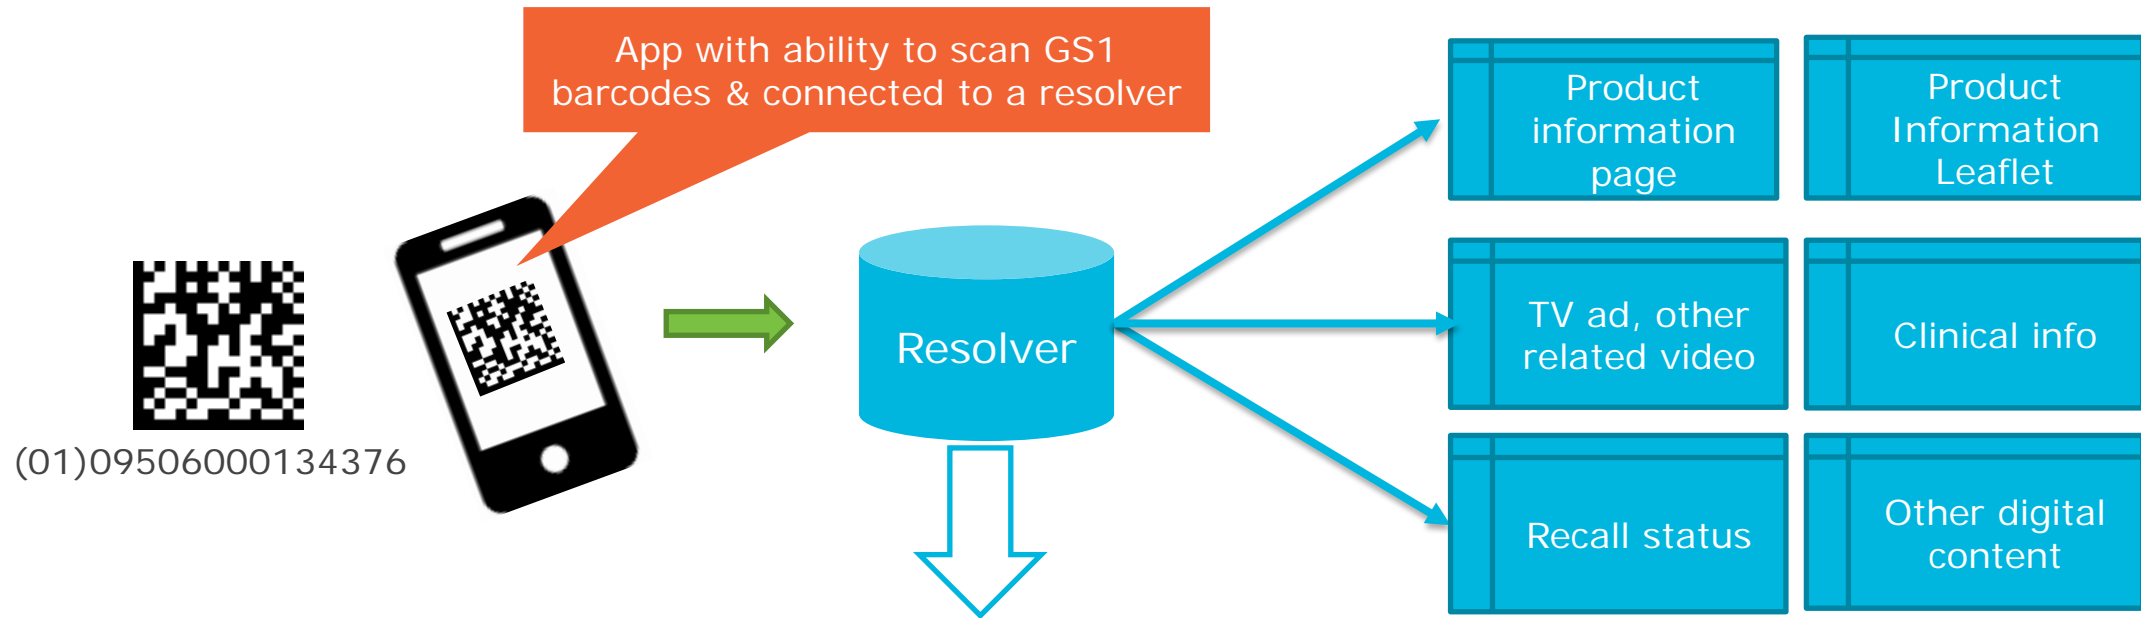 App with ability to scan GS1
barcodes & connected to a resolver
(01)09506000134376
Resolver
Product
information
page
Product
Information
Leaflet
TV ad, other
related video
Clinical info
Recall status
Other digital
content